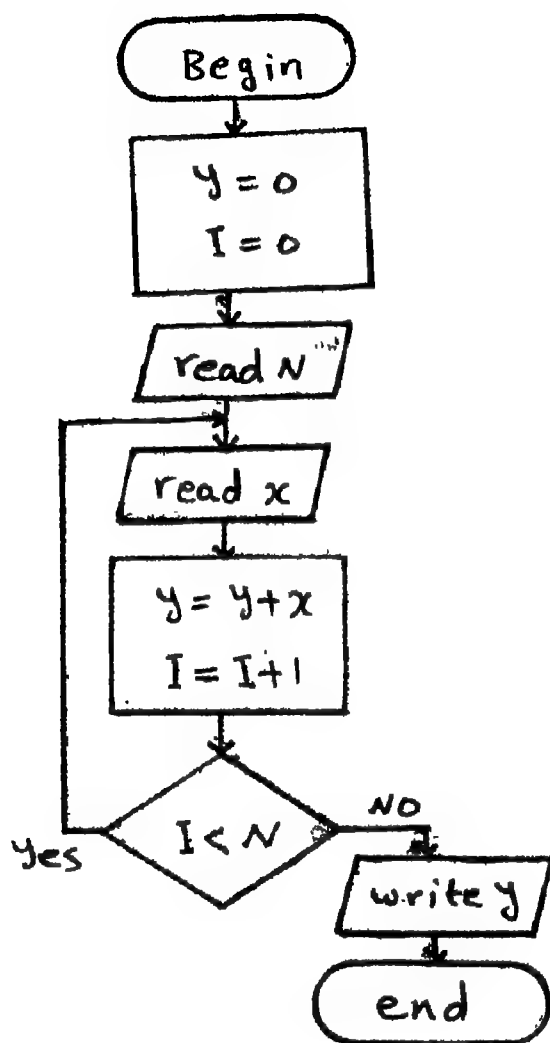 Begin
y = 0
I = 0
read N
read x
y = y + x
I = I + 1
I < N
yes
NO
write y
end